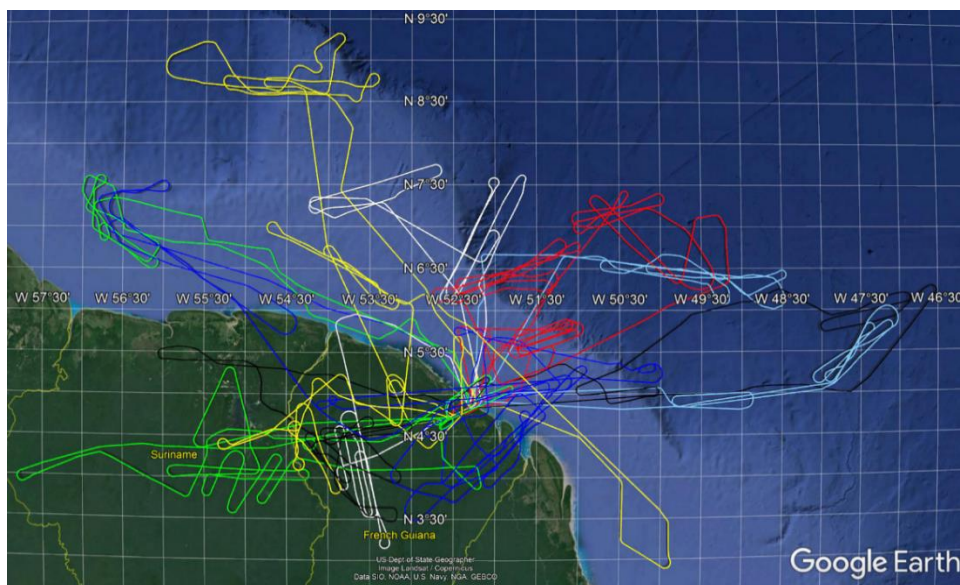 N 9°30'
N 8°30'
N 7°30'
N 6°30'
W 57°30' W 56°30' W 55°30' W 54°30' W 53°30' W 52°30' W 51°30' W 50°30' W 49°30' W 48°30' W 47°30' W 46°30'
N 5°30'
N 4°30'
Suriname
N 3°30'
French Guiana
US Dept of State Geographer
Image Landsat / Copernicus
Data SIO, NOAA, U.S. Navy, NGA, GEBCO
Google Earth